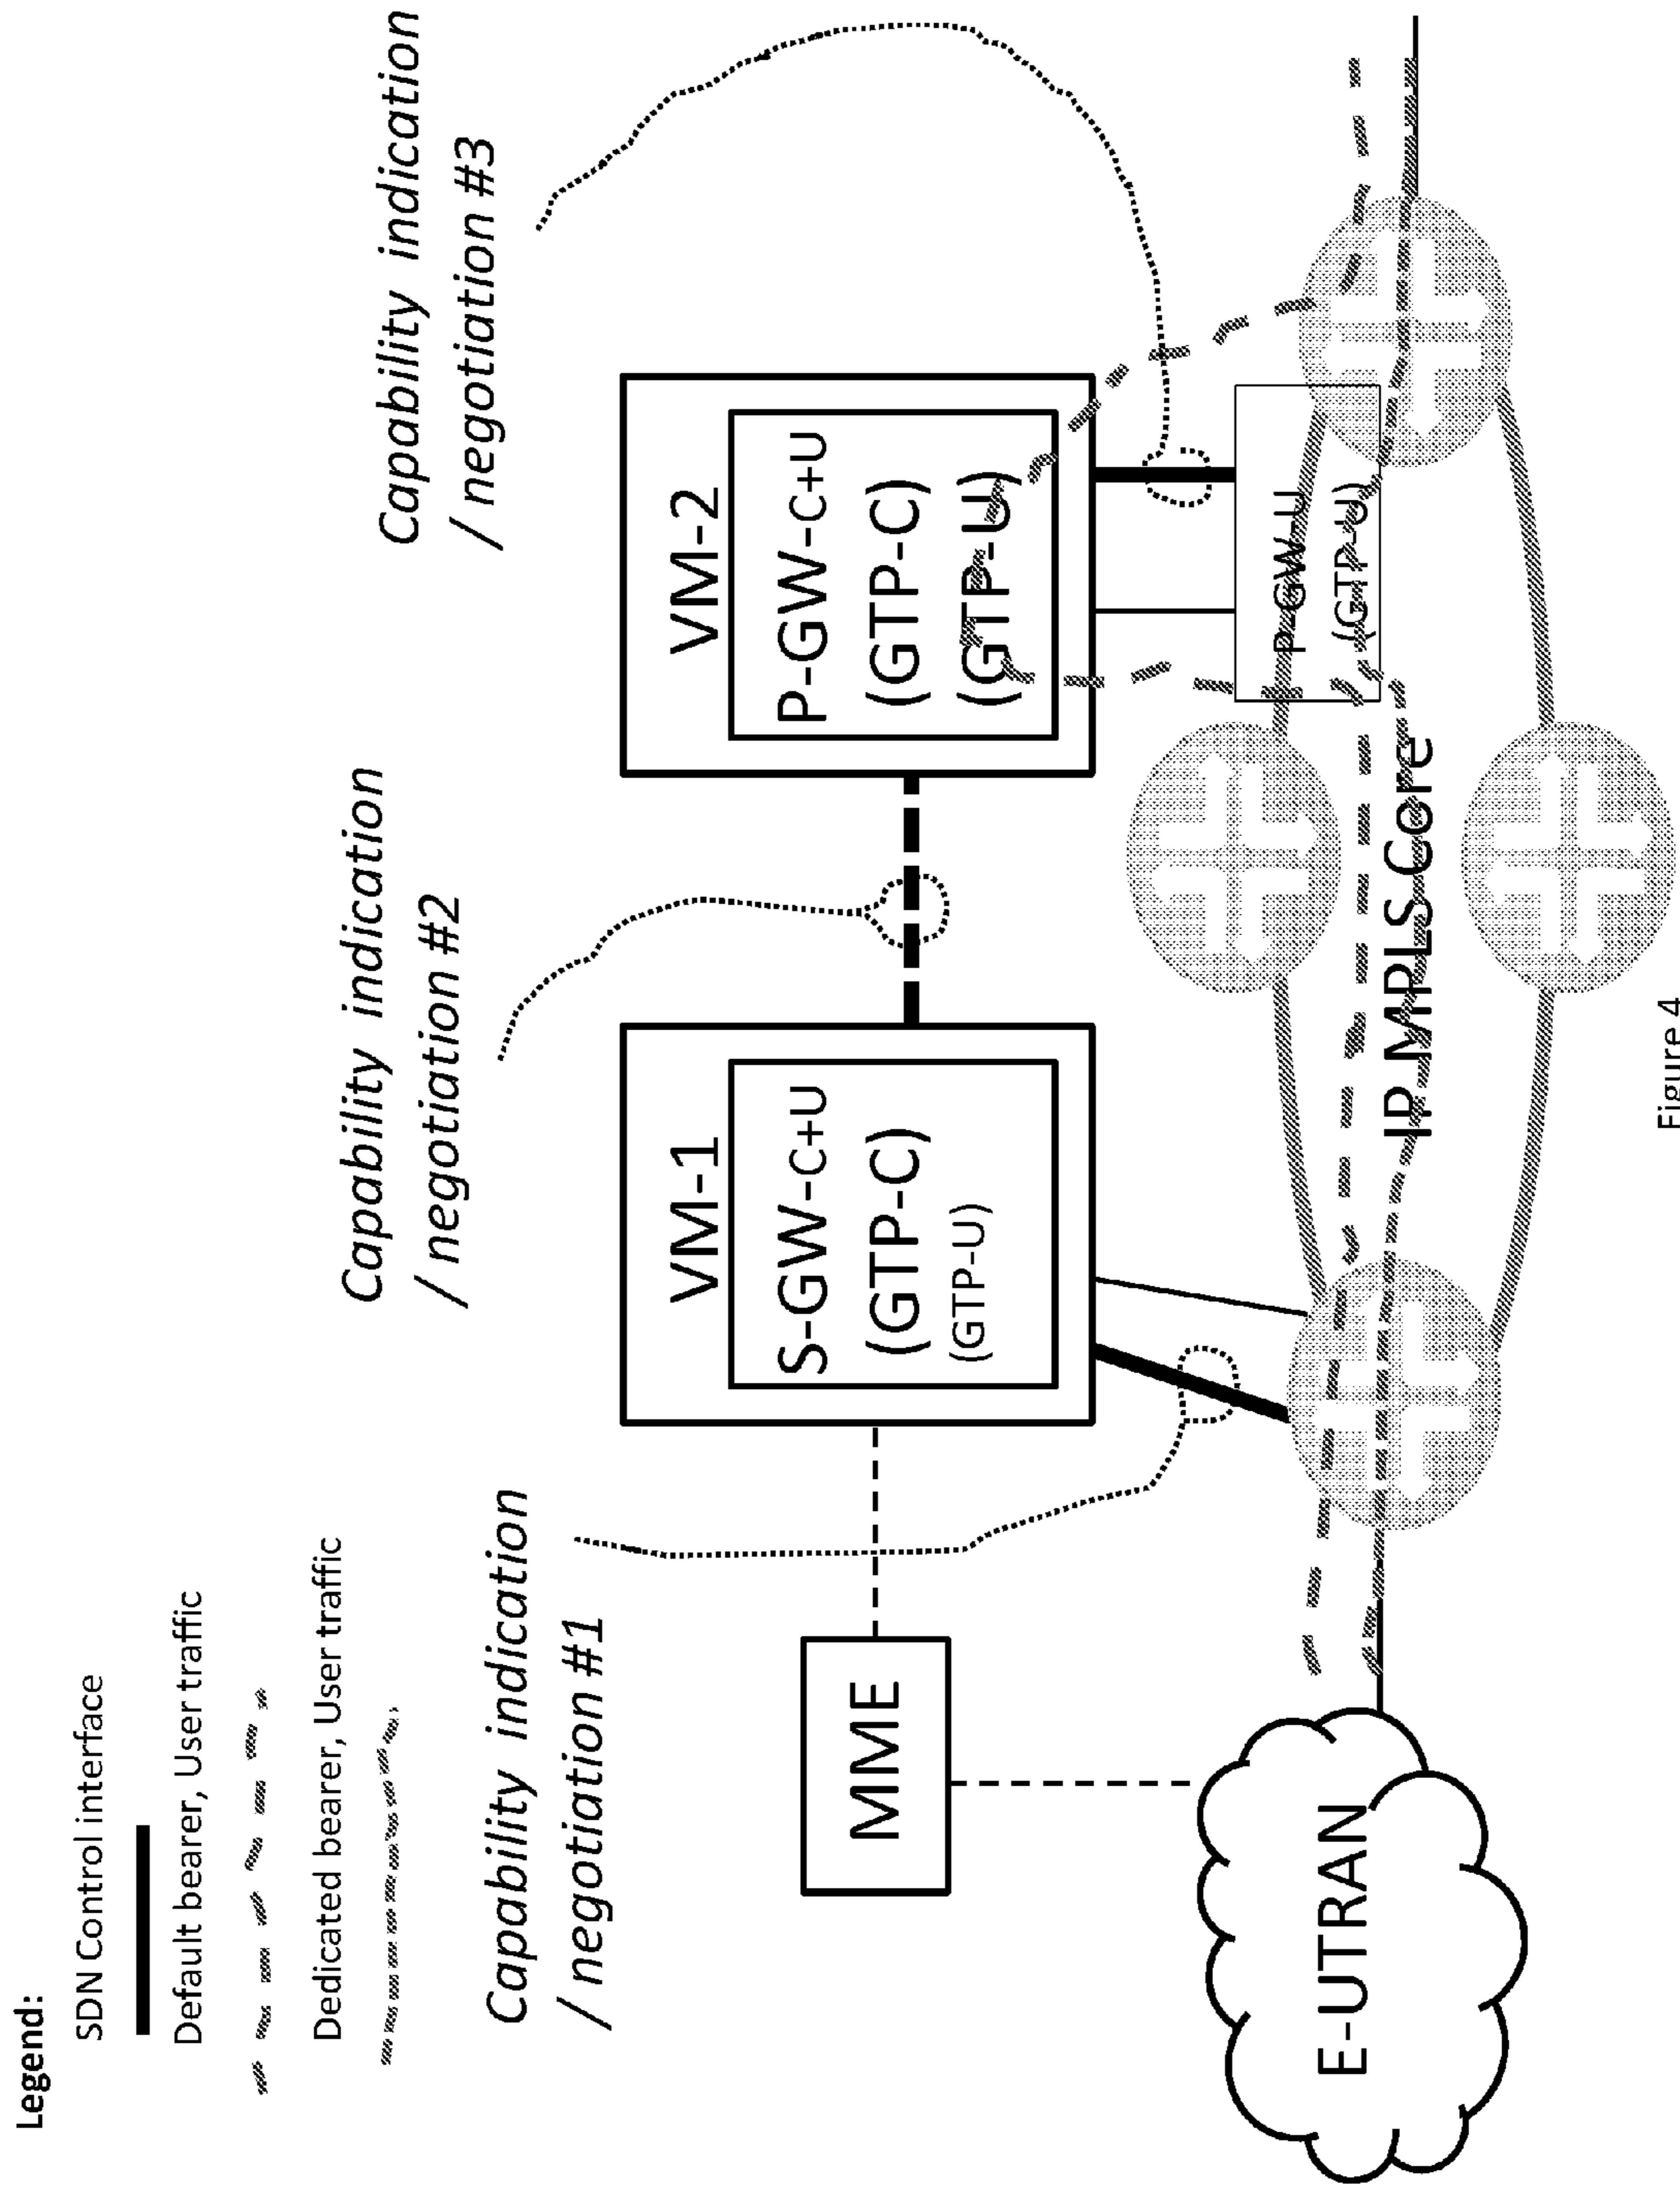 Legend:
SDN Control interface
Default bearer, User traffic
Dedicated bearer, User traffic
Capability indication
/ negotiation #1
Capability indication
/ negotiation #2
Capability indication
/ negotiation #3
MME
VM-1
S-GW-C+U
(GTP-C)
(GTP-U)
VM-2
P-GW-C+U
(GTP-C)
(GTP-U)
P-GW-U
(GTP-U)
E-UTRAN
IP MPLS Core
Figure 4